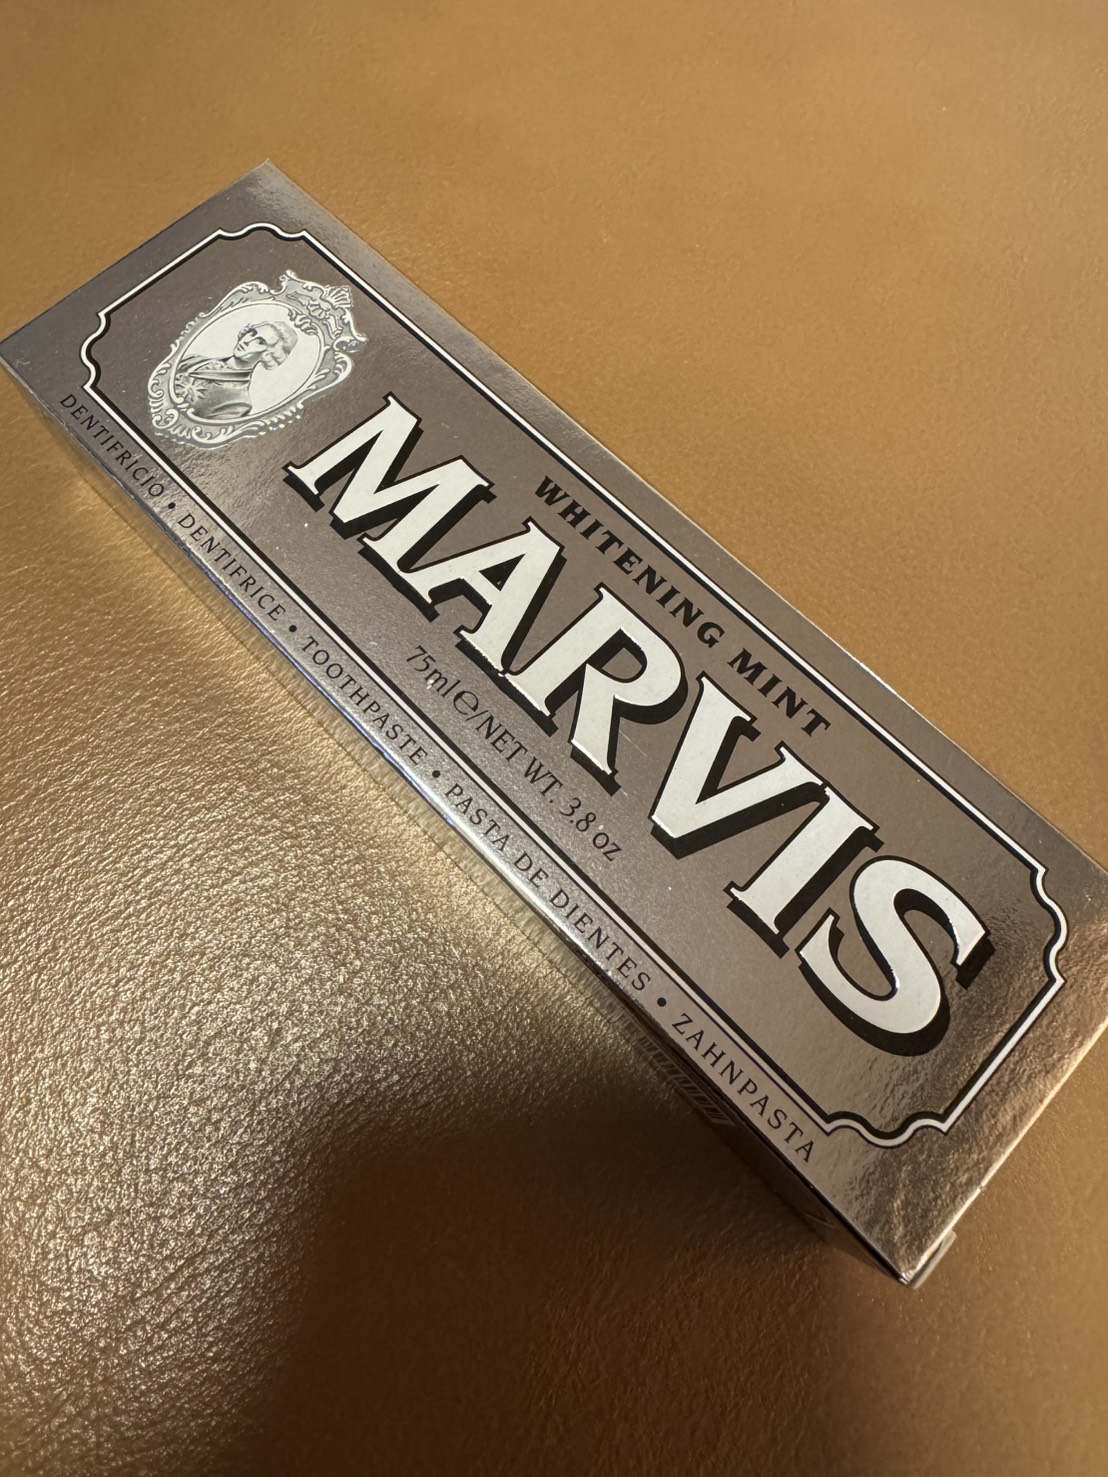 WHITENING MINT
MARVIS
75ml ℮/NET WT. 3.8 oz
DENTIFRICIO • DENTIFRICE • TOOTHPASTE • PASTA DE DIENTES • ZAHNPASTA